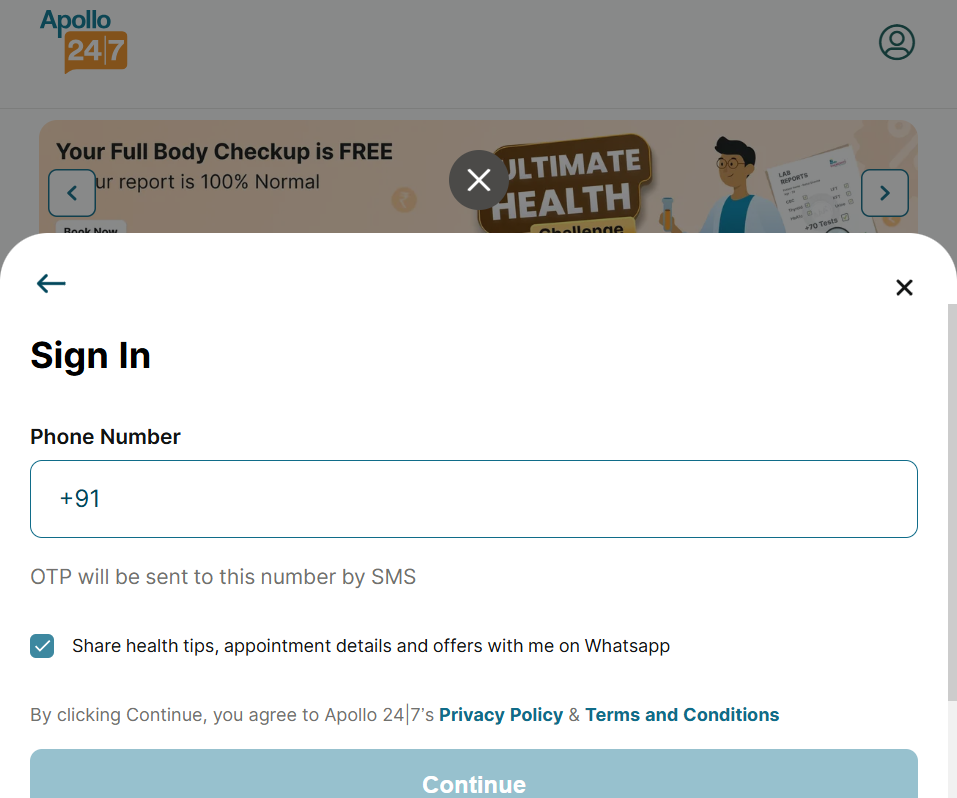 Apollo
24|7
Your Full Body Checkup is FREE
ur report is 100% Normal
Book Now
ULTIMATE
HEALTH
Challenge
LAB
REPORTS
+70 Tests
Sign In
Phone Number
+91
OTP will be sent to this number by SMS
Share health tips, appointment details and offers with me on Whatsapp
By clicking Continue, you agree to Apollo 24|7’s Privacy Policy & Terms and Conditions
Continue